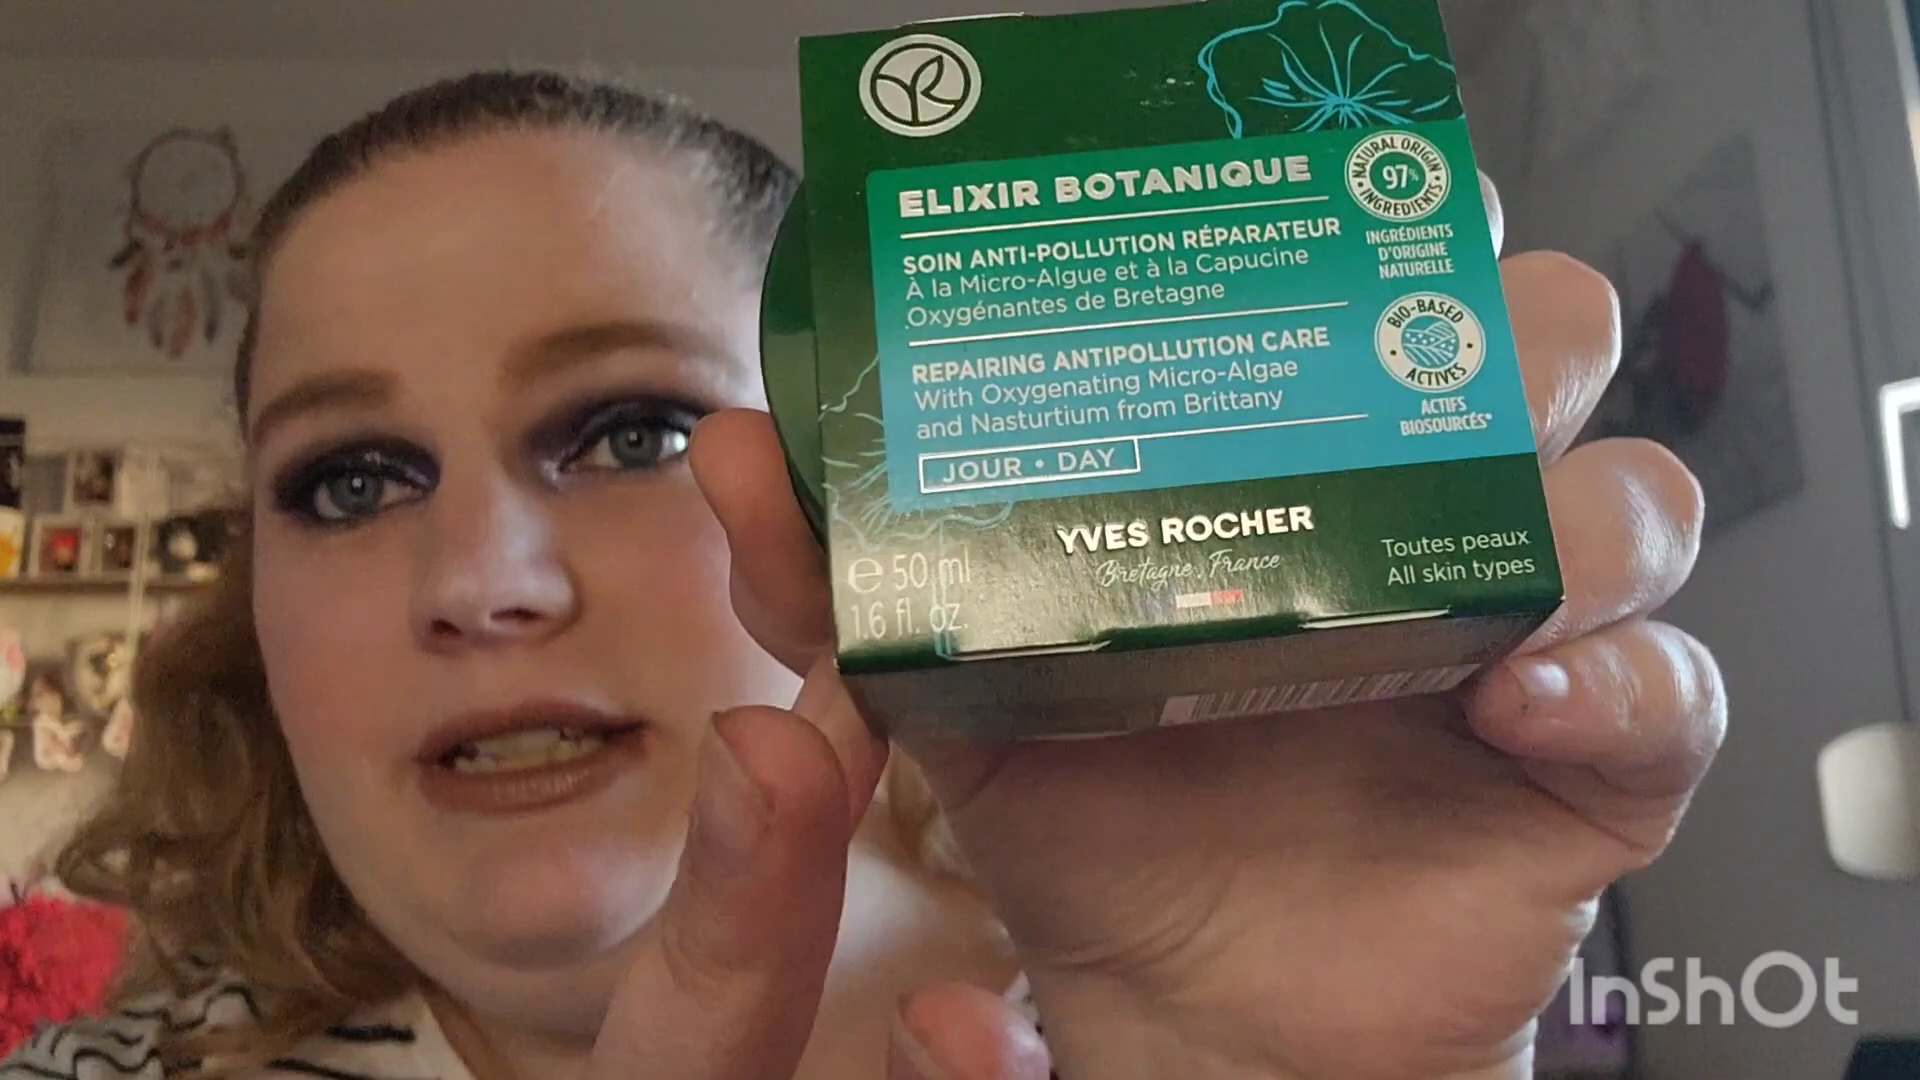 ELIXIR BOTANIQUE
SOIN ANTI-POLLUTION RÉPARATEUR
À la Micro-Algue et à la Capucine
Oxygénantes de Bretagne
REPAIRING ANTIPOLLUTION CARE
With Oxygenating Micro-Algae
and Nasturtium from Brittany
JOUR • DAY
NATURAL ORIGIN
97%
INGREDIENTS
INGRÉDIENTS
D'ORIGINE
NATURELLE
BIO-BASED
ACTIVES
ACTIFS
BIOSOURCÉS*
YVES ROCHER
Bretagne, France
e 50 ml
1.6 fl. oz.
Toutes peaux
All skin types
InShOt